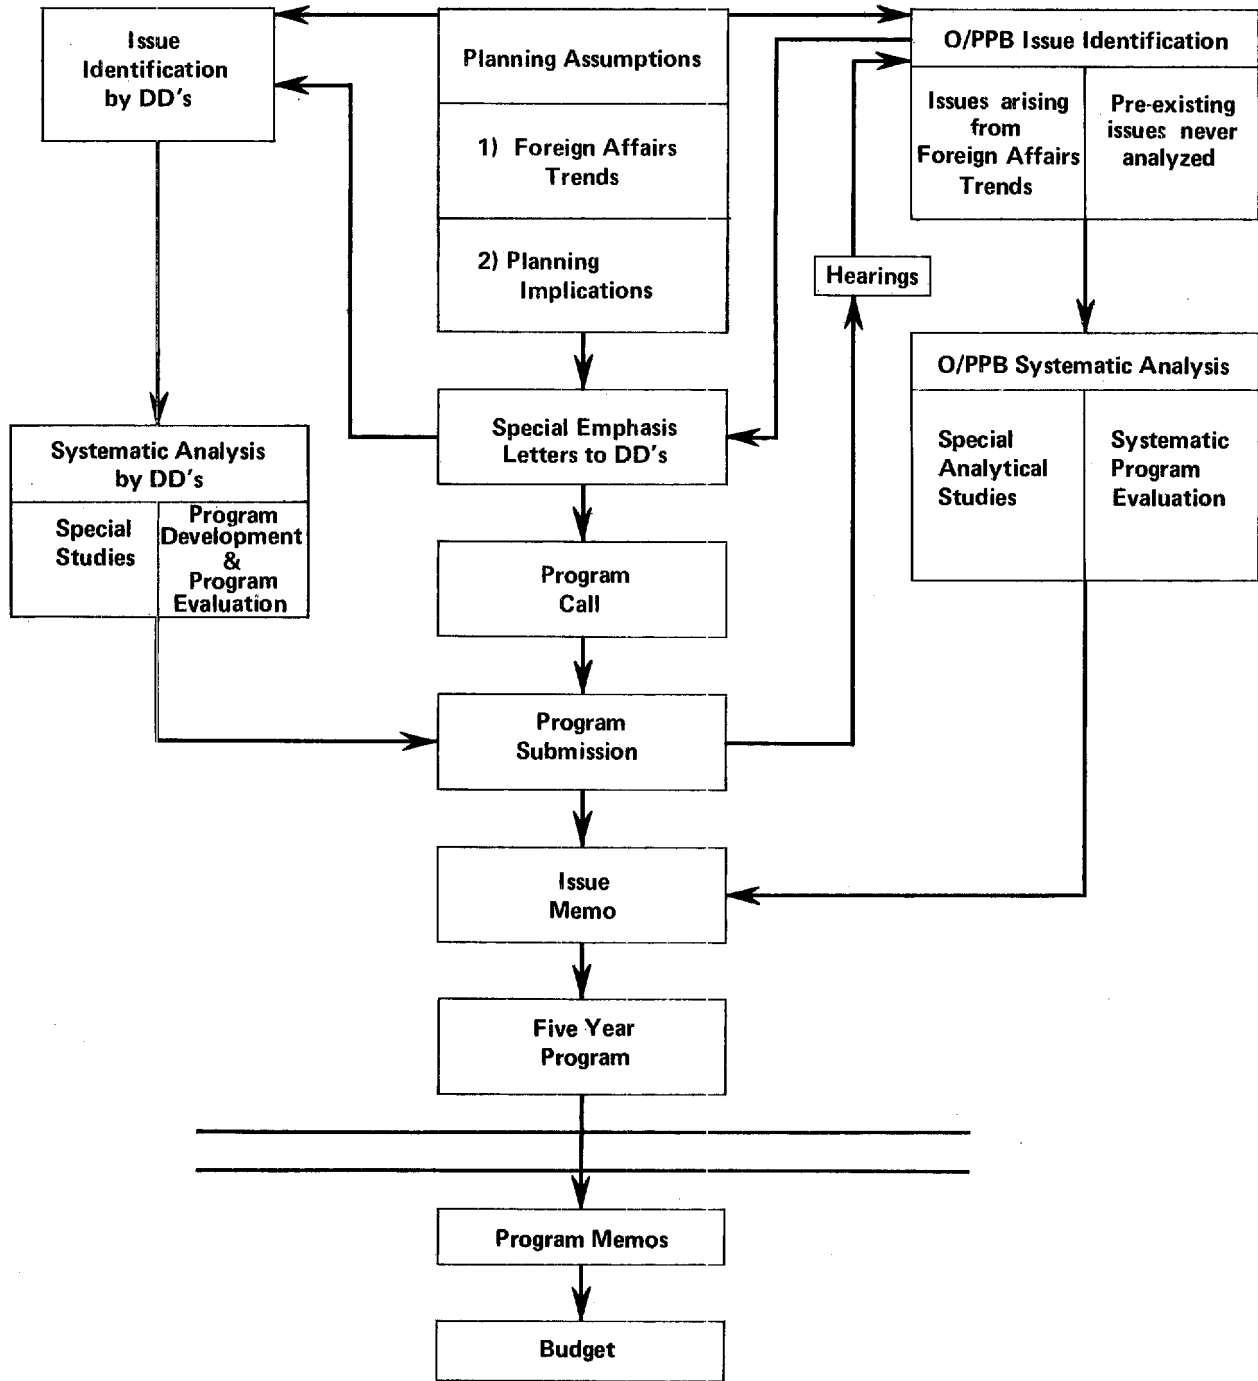 Issue
Identification
by DD's
Planning Assumptions
1) Foreign Affairs
Trends
2) Planning
Implications
O/PPB Issue Identification
Issues arising
from
Foreign Affairs
Trends
Pre-existing
issues never
analyzed
Hearings
O/PPB Systematic Analysis
Special
Analytical
Studies
Systematic
Program
Evaluation
Special Emphasis
Letters to DD's
Systematic Analysis
by DD's
Special
Studies
Program
Development
&
Program
Evaluation
Program
Call
Program
Submission
Issue
Memo
Five Year
Program
Program Memos
Budget